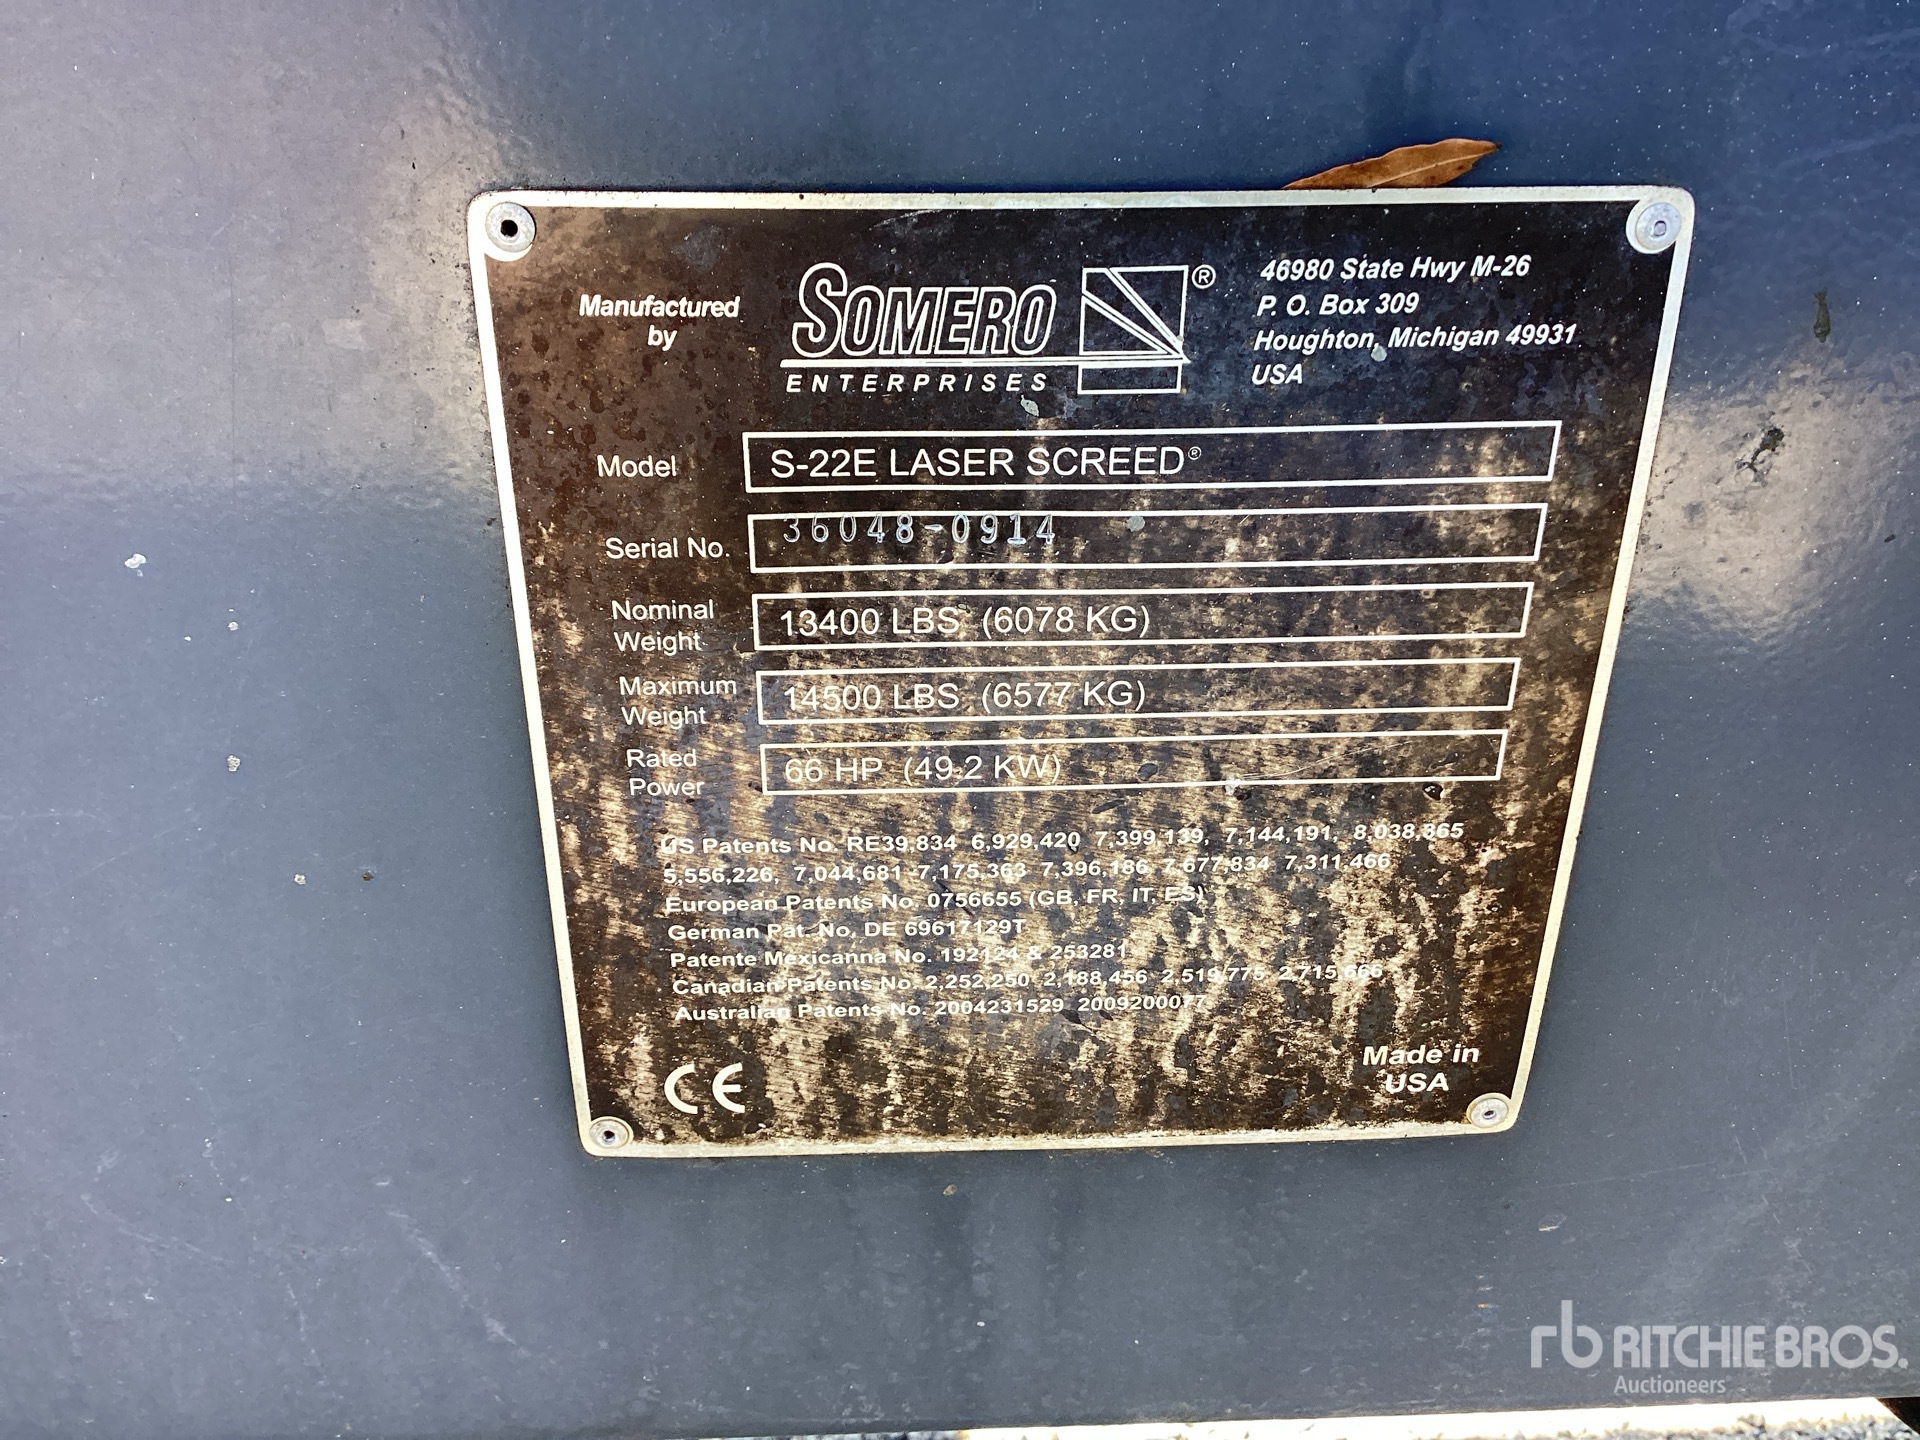 Manufactured
by
SOMERO®
ENTERPRISES
46980 State Hwy M-26
P. O. Box 309
Houghton, Michigan 49931
USA
Model S-22E LASER SCREED®
Serial No. 36048-0914
Nominal
Weight 13400 LBS (6078 KG)
Maximum
Weight 14500 LBS (6577 KG)
Rated
Power 66 HP (49.2 KW)
US Patents No. RE39,834 6,929,420 7,399,139, 7,144,191, 8,038,865
5,556,226, 7,044,681 7,175,363 7,396,186 7,677,834 7,311,466
European Patents No. 0756655 (GB, FR, IT, ES)
German Pat. No. DE 69617129T
Patente Mexicanna No. 192124 & 253281
Canadian Patents No. 2,252,250 2,188,456 2,519,775 2,715,666
Australian Patents No. 2004231529 2009200077
CE
Made in
USA
rb RITCHIE BROS.
Auctioneers